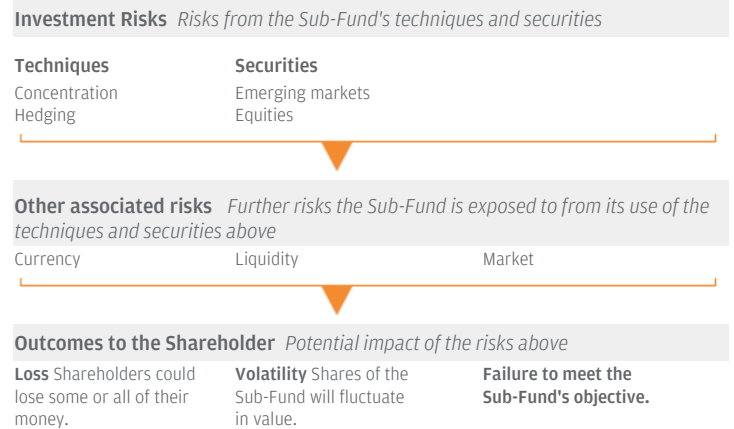 Investment Risks Risks from the Sub-Fund's techniques and securities
Techniques Securities
Concentration Emerging markets
Hedging Equities
Other associated risks Further risks the Sub-Fund is exposed to from its use of the
techniques and securities above
Currency Liquidity Market
Outcomes to the Shareholder Potential impact of the risks above
Loss Shareholders could
lose some or all of their
money.
Volatility Shares of the
Sub-Fund will fluctuate
in value.
Failure to meet the
Sub-Fund's objective.